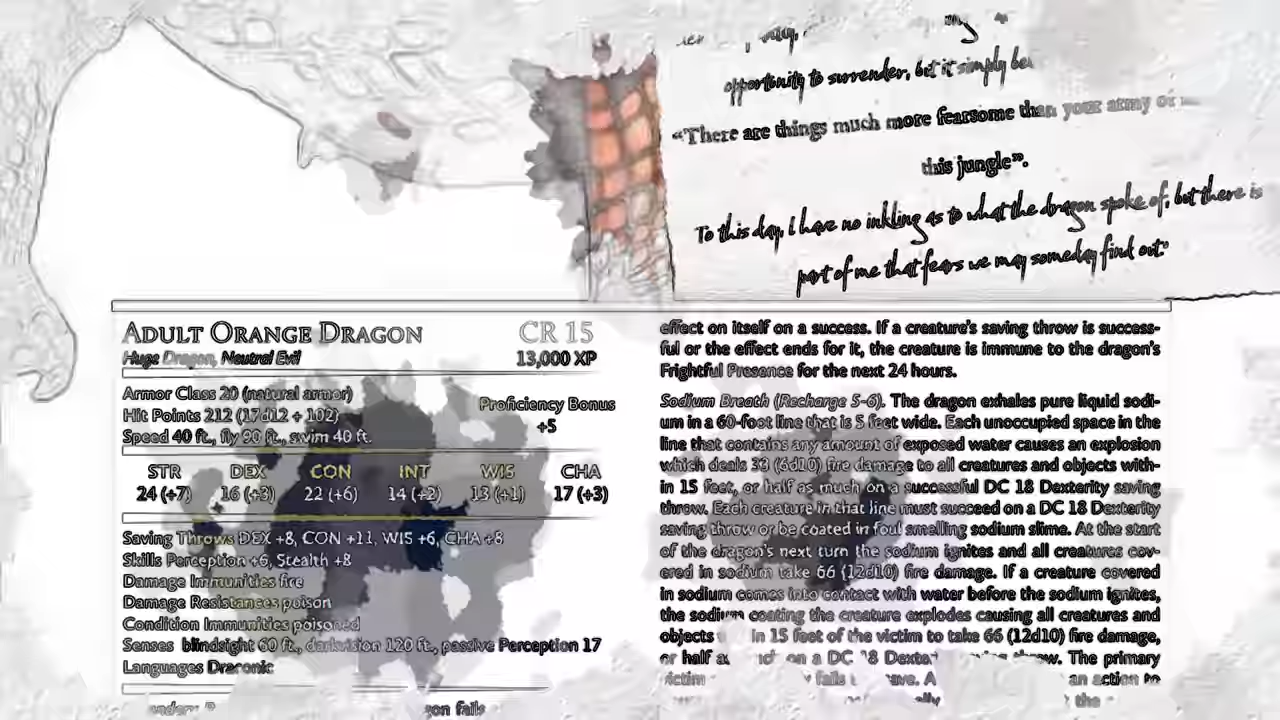 opportunity to surrender, but it simply
“There are things much more fearsome than your army of
this jungle”.
To this day, I have no inkling as to what the dragon spoke of, but there is
part of me that fears we may someday find out.”
ADULT ORANGE DRAGON CR 15
Huge Dragon, Neutral Evil 13,000 XP
Armor Class 20 (natural armor)
Hit Points 212 (17d12 + 102)
Speed 40 ft., fly 90 ft., swim 40 ft.
Proficiency Bonus
+5
STR DEX CON INT WIS CHA
24 (+7) 16 (+3) 22 (+6) 14 (+2) 13 (+1) 17 (+3)
Saving Throws DEX +8, CON +11, WIS +6, CHA +8
Skills Perception +6, Stealth +8
Damage Immunities fire
Damage Resistances poison
Condition Immunities poisoned
Senses blindsight 60 ft., darkvision 120 ft., passive Perception 17
Languages Draconic
fails
effect on itself on a success. If a creature’s saving throw is success-
ful or the effect ends for it, the creature is immune to the dragon’s
Frightful Presence for the next 24 hours.
Sodium Breath (Recharge 5-6). The dragon exhales pure liquid sodi-
um in a 60-foot line that is 5 feet wide. Each unoccupied space in the
line that contains any amount of exposed water causes an explosion
which deals 33 (6d10) fire damage to all creatures and objects with-
in 15 feet, or half as much on a successful DC 18 Dexterity saving
throw. Each creature in that line must succeed on a DC 18 Dexterity
saving throw or be coated in foul smelling sodium slime. At the start
of the dragon’s next turn the sodium ignites and all creatures cov-
ered in sodium take 66 (12d10) fire damage. If a creature covered
in sodium comes into contact with water before the sodium ignites,
the sodium coating the creature explodes causing all creatures and
objects in 15 feet of the victim to take 66 (12d10) fire damage,
or half as much on a DC 18 throw. The primary
victim an action to
the